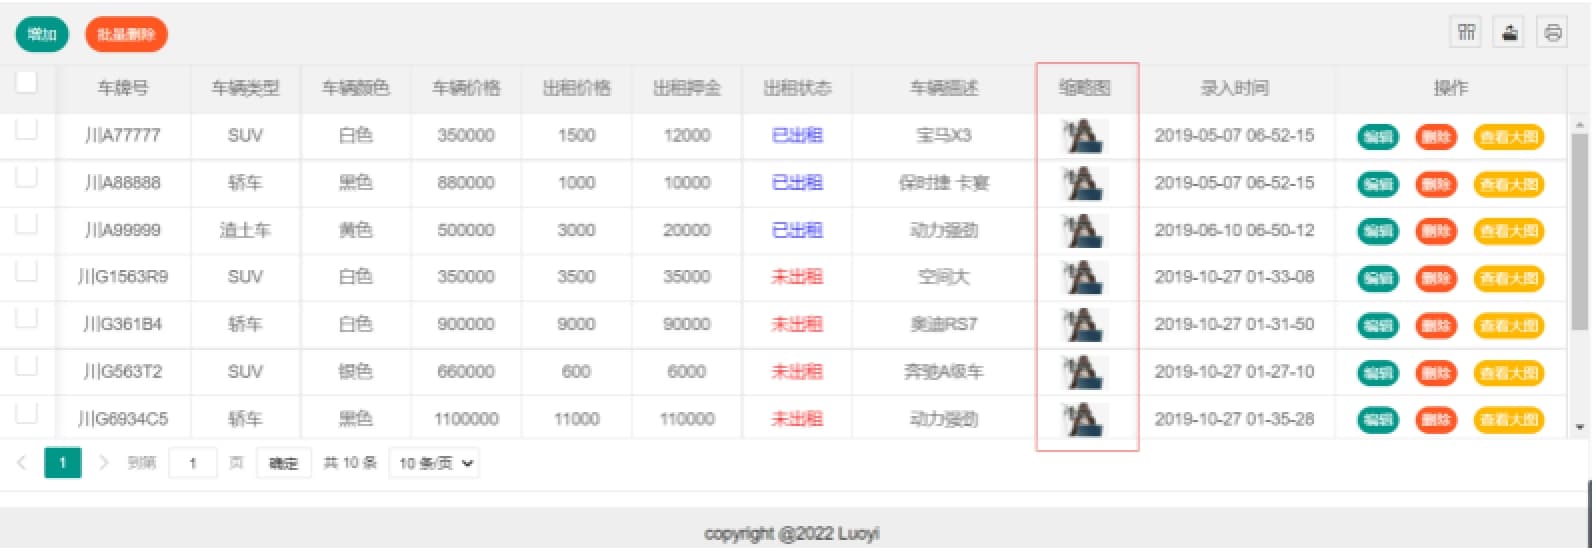 增加 批量删除
车牌号 车辆类型 车辆颜色 车辆价格 出租价格 出租押金 出租状态 车辆描述 缩略图 录入时间 操作
川A77777 SUV 白色 350000 1500 12000 已出租 宝马X3 2019-05-07 06-52-15 编辑 删除 查看大图
川A88888 轿车 黑色 880000 1000 10000 已出租 保时捷 卡宴 2019-05-07 06-52-15 编辑 删除 查看大图
川A99999 渣土车 黄色 500000 3000 20000 已出租 动力强劲 2019-06-10 06-50-12 编辑 删除 查看大图
川G1563R9 SUV 白色 350000 3500 35000 未出租 空间大 2019-10-27 01-33-08 编辑 删除 查看大图
川G361B4 轿车 白色 900000 9000 90000 未出租 奥迪RS7 2019-10-27 01-31-50 编辑 删除 查看大图
川G563T2 SUV 银色 660000 600 6000 未出租 奔驰A级车 2019-10-27 01-27-10 编辑 删除 查看大图
川G6934C5 轿车 黑色 1100000 11000 110000 未出租 动力强劲 2019-10-27 01-35-28 编辑 删除 查看大图
1 到第 1 页 确定 共 10 条 10 条/页
copyright @2022 Luoyi